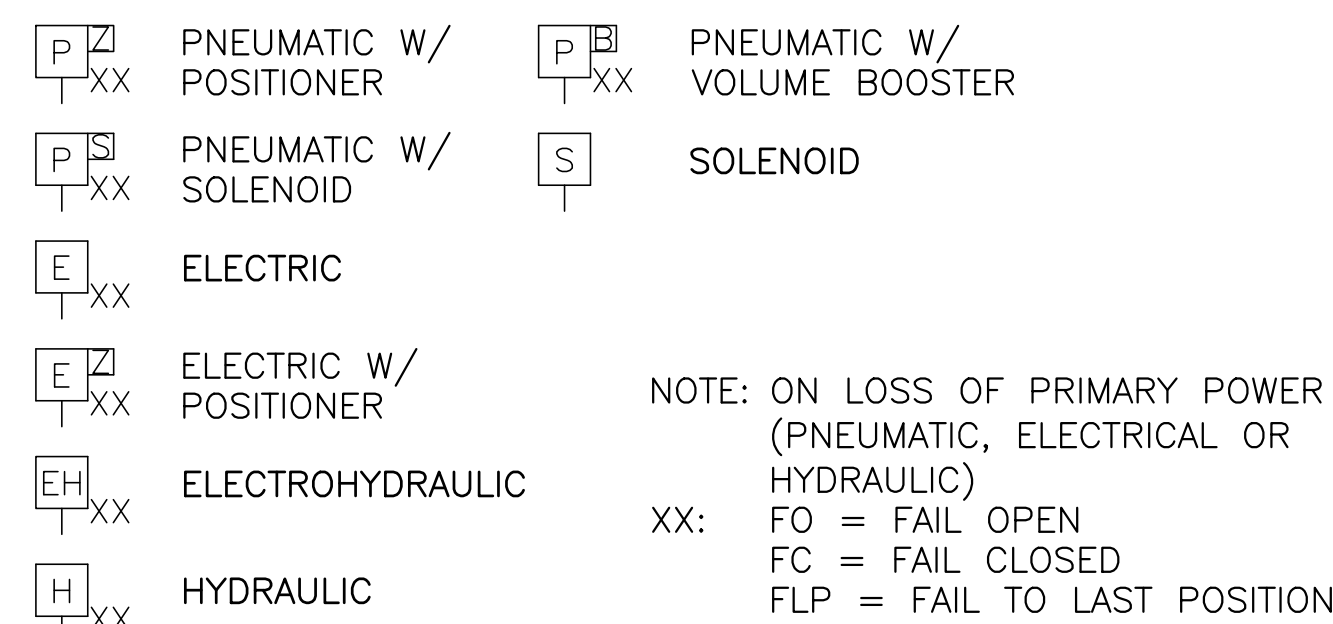 P Z XX PNEUMATIC W/
POSITIONER
P B XX PNEUMATIC W/
VOLUME BOOSTER
P S XX PNEUMATIC W/
SOLENOID
S SOLENOID
E XX ELECTRIC
E Z XX ELECTRIC W/
POSITIONER
EH XX ELECTROHYDRAULIC
H XX HYDRAULIC
NOTE: ON LOSS OF PRIMARY POWER
(PNEUMATIC, ELECTRICAL OR
HYDRAULIC)
XX: FO = FAIL OPEN
FC = FAIL CLOSED
FLP = FAIL TO LAST POSITION